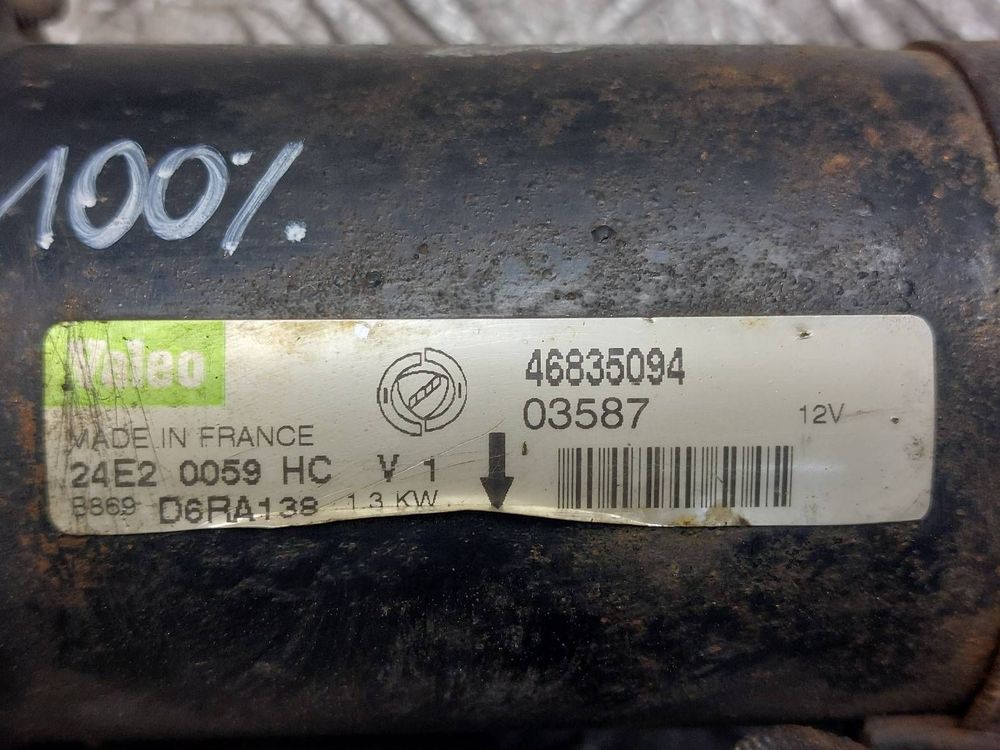 100%
Valeo
46835094
03587
12V
MADE IN FRANCE
24E2 0059 HC V 1
B869 D6RA138 1.3 KW